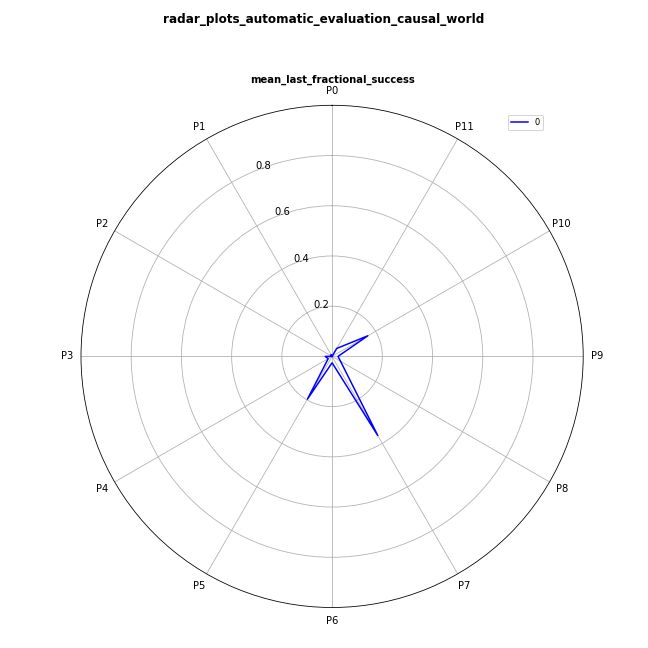 radar_plots_automatic_evaluation_causal_world
mean_last_fractional_success
P0
P1
P11
0
0.8
0.6
0.4
0.2
P2
P10
P3
P9
P4
P8
P5
P7
P6